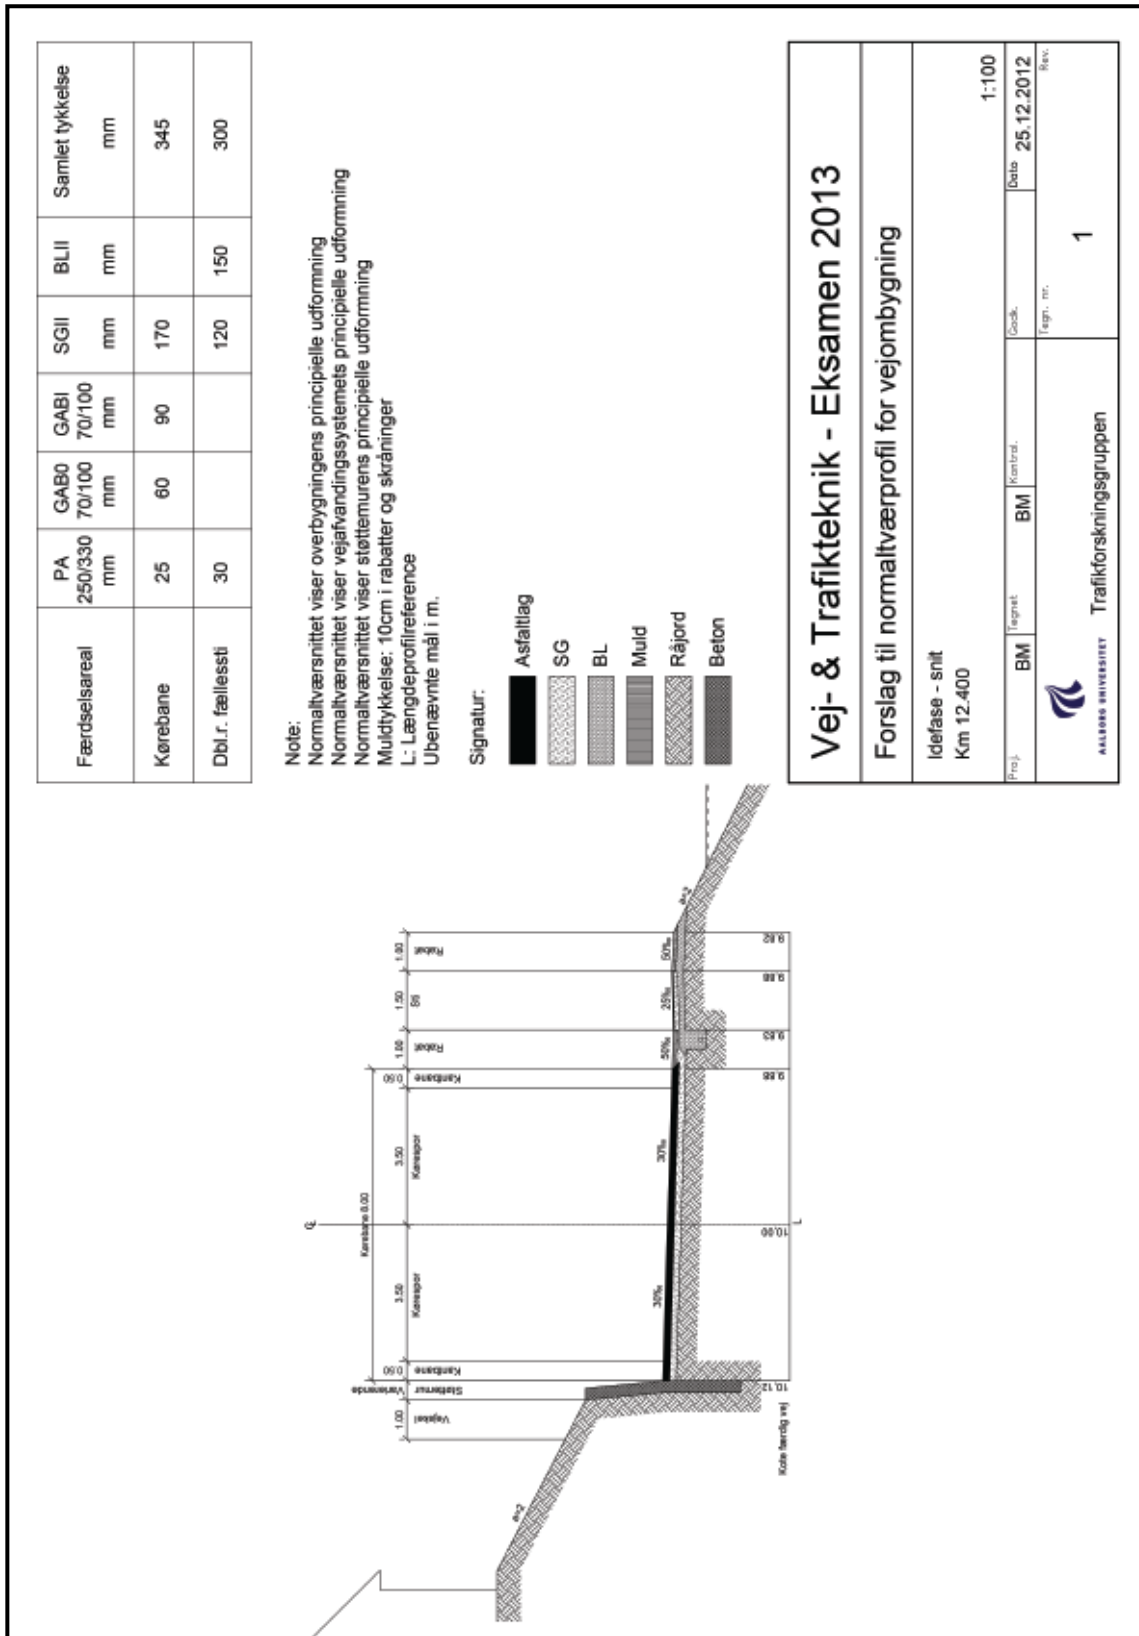 Færdselsareal | PA 250/330 mm | GAB0 70/100 mm | GABI 70/100 mm | SGII mm | BLII mm | Samlet tykkelse mm
Kørebane | 25 | 60 | 90 | 170 | | 345
Dbl.r. fællessti | 30 | | | 120 | 150 | 300
Note:
Normaltværsnittet viser overbygningens principielle udformning
Normaltværsnittet viser vejafvandingssystemets principielle udformning
Normaltværsnittet viser støttemurens principielle udformning
Muldtykkelse: 10cm i rabatter og skråninger
L: Længdeprofilreference
Ubenævnte mål i m.
Signatur:
Asfaltlag
SG
BL
Muld
Råjord
Beton
Vej- & Trafikteknik - Eksamen 2013
Forslag til normaltværprofil for vejombygning
Idefase - snit
Km 12.400
1:100
Proj. BM
Tegnet BM
Kontrol.
Godk.
Dato 25.12.2012
AALBORG UNIVERSITET
Trafikforskningsgruppen
Tegn. nr. 1
Rev.
Kørebane 8.00
1.00 Varierende 0.50 3.50 3.50 0.50 1.00 1.50 1.00
Vejskel Støttemur Kantbane Kørespor Kørespor Kantbane Rabat Sti Rabat
a=2 30‰ 30‰ 50‰ 25‰ 50‰ a=2
Kote færdig vej
10.12 10.00 9.88 9.83 9.88 9.82
L